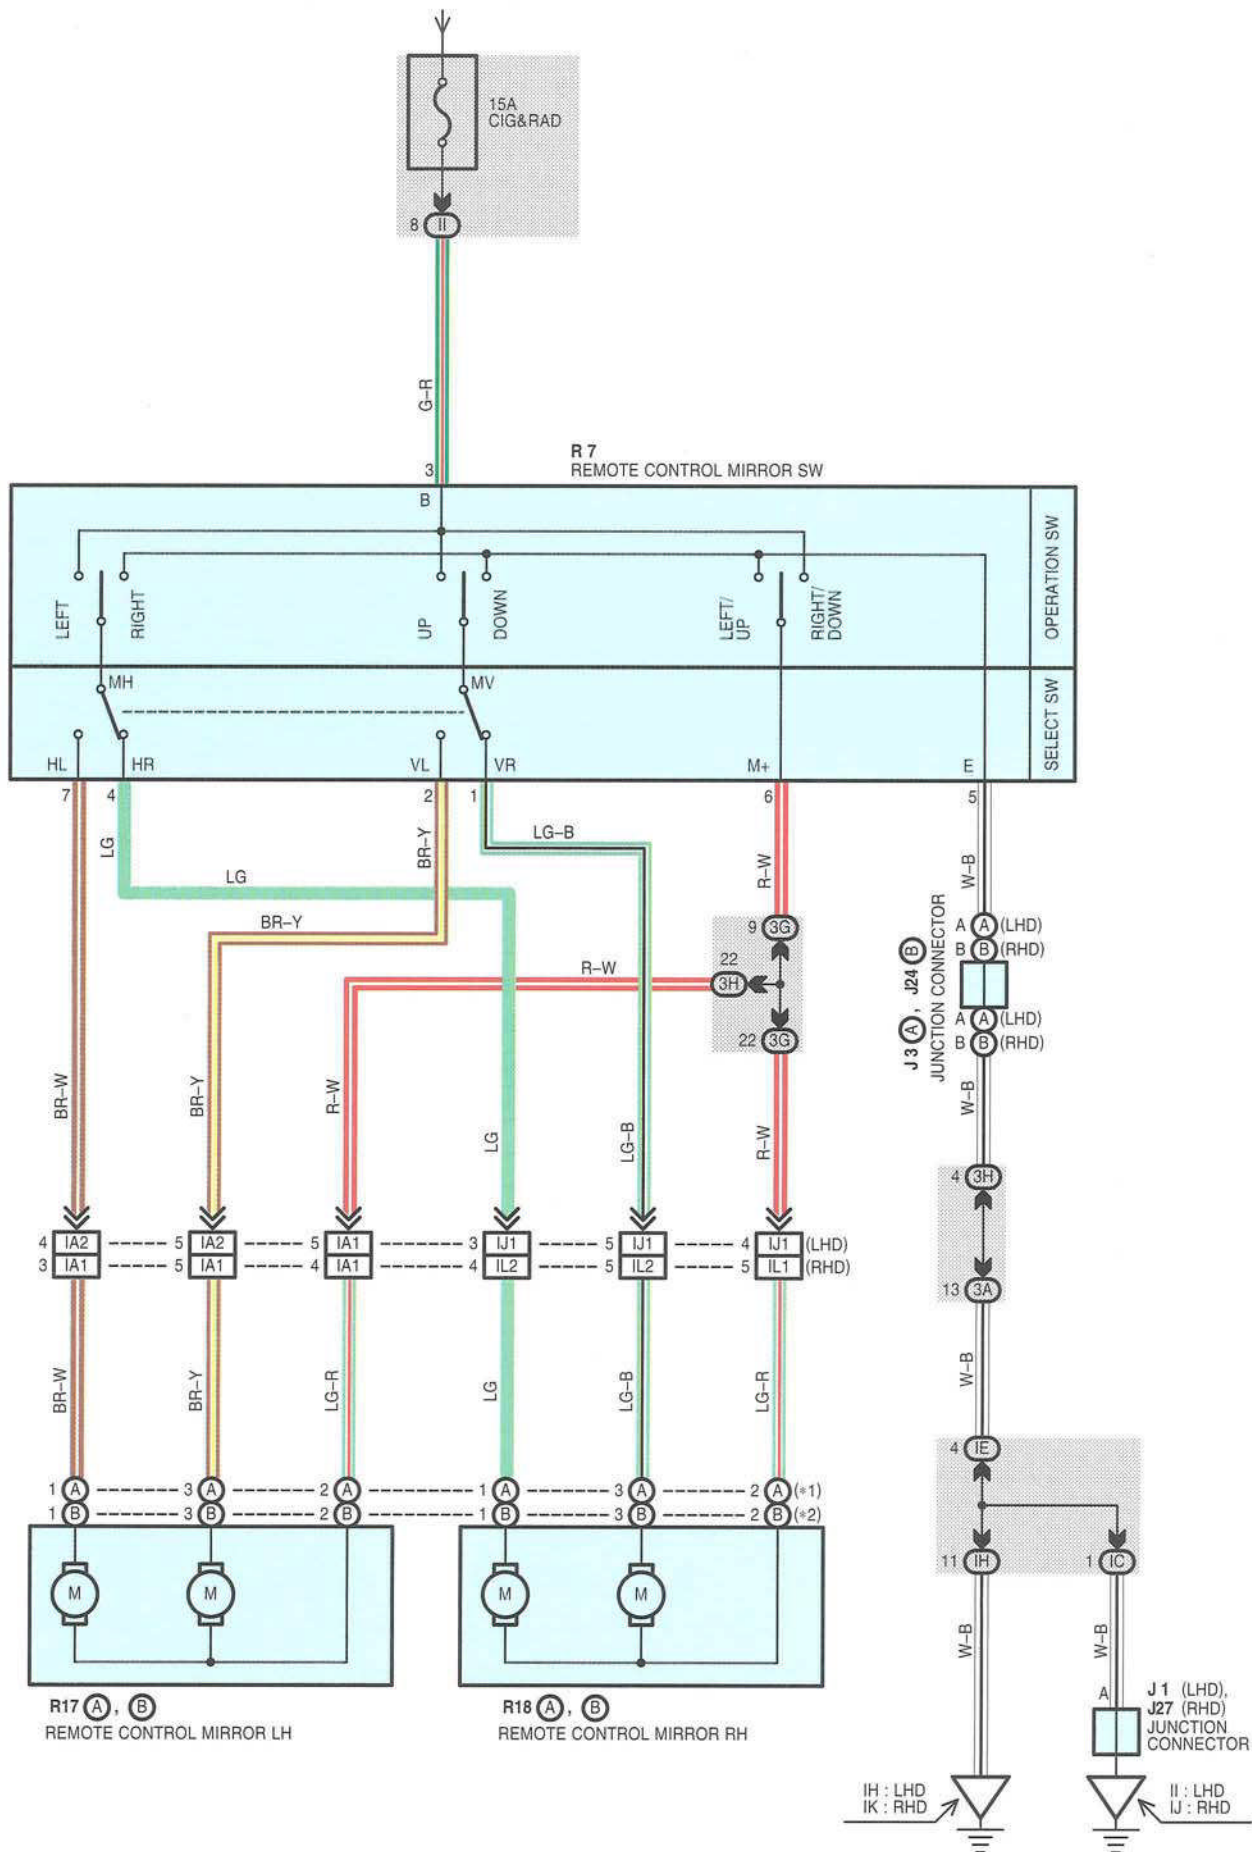 15A
CIG&RAD
8 II
G–R
R 7
REMOTE CONTROL MIRROR SW
3
B
LEFT
RIGHT
UP
DOWN
LEFT/
UP
RIGHT/
DOWN
OPERATION SW
MH
MV
SELECT SW
HL HR VL VR M+ E
7 4 2 1 6 5
LG
BR–Y
LG–B
R–W
W–B
LG
BR–Y
R–W
9 3G
22
3H
22 3G
A A (LHD)
B B (RHD)
J 3 A , J24 B
JUNCTION CONNECTOR
A A (LHD)
B B (RHD)
BR–W
BR–Y
R–W
LG
LG–B
R–W
W–B
4 3H
4 IA2 5 IA2 5 IA1 3 IJ1 5 IJ1 4 IJ1 (LHD)
3 IA1 5 IA1 4 IA1 4 IL2 5 IL2 5 IL1 (RHD)
13 3A
BR–W
BR–Y
LG–R
LG
LG–B
LG–R
W–B
4 IE
1 A 3 A 2 A 1 A 3 A 2 A (*1)
1 B 3 B 2 B 1 B 3 B 2 B (*2)
11 IH 1 IC
M M M M
W–B
W–B
R17 A , B
REMOTE CONTROL MIRROR LH
R18 A , B
REMOTE CONTROL MIRROR RH
A
J 1 (LHD),
J27 (RHD)
JUNCTION
CONNECTOR
IH : LHD
IK : RHD
II : LHD
IJ : RHD